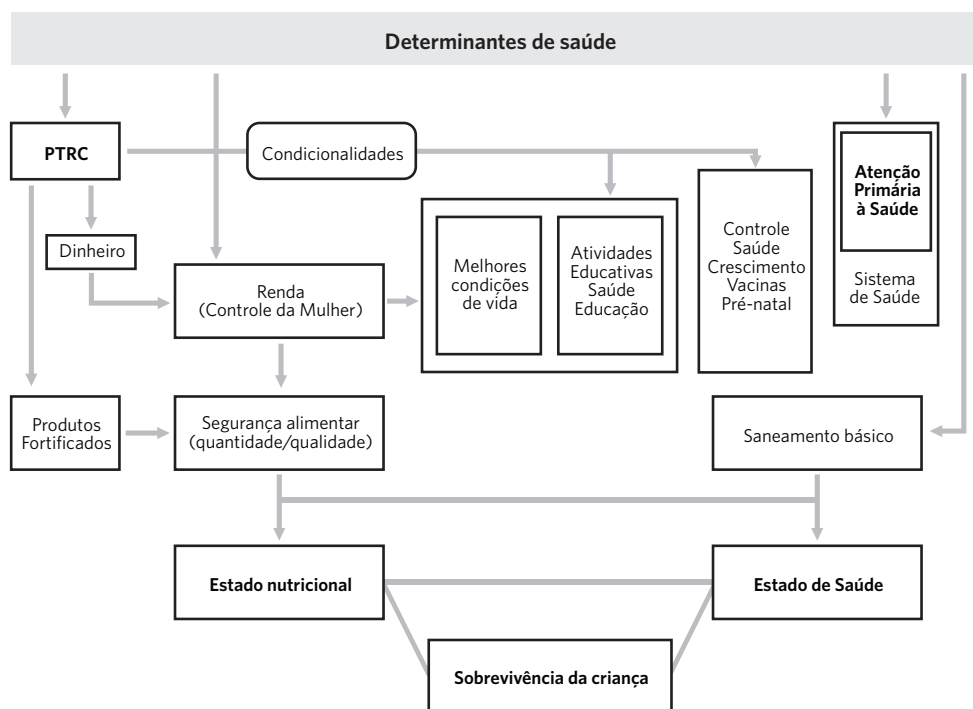 Determinantes de saúde
PTRC
Condicionalidades
Atenção
Primária
à Saúde
Sistema
de Saúde
Dinheiro
Renda
(Controle da Mulher)
Melhores
condições
de vida
Atividades
Educativas
Saúde
Educação
Controle
Saúde
Crescimento
Vacinas
Pré-natal
Produtos
Fortificados
Segurança alimentar
(quantidade/qualidade)
Saneamento básico
Estado nutricional
Estado de Saúde
Sobrevivência da criança